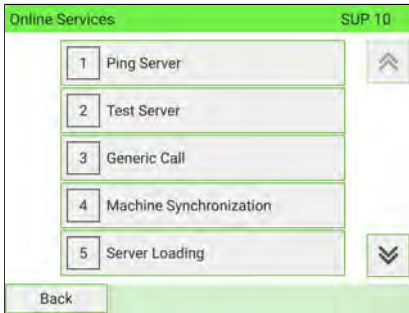 Online Services SUP 10
1 Ping Server
2 Test Server
3 Generic Call
4 Machine Synchronization
5 Server Loading
Back